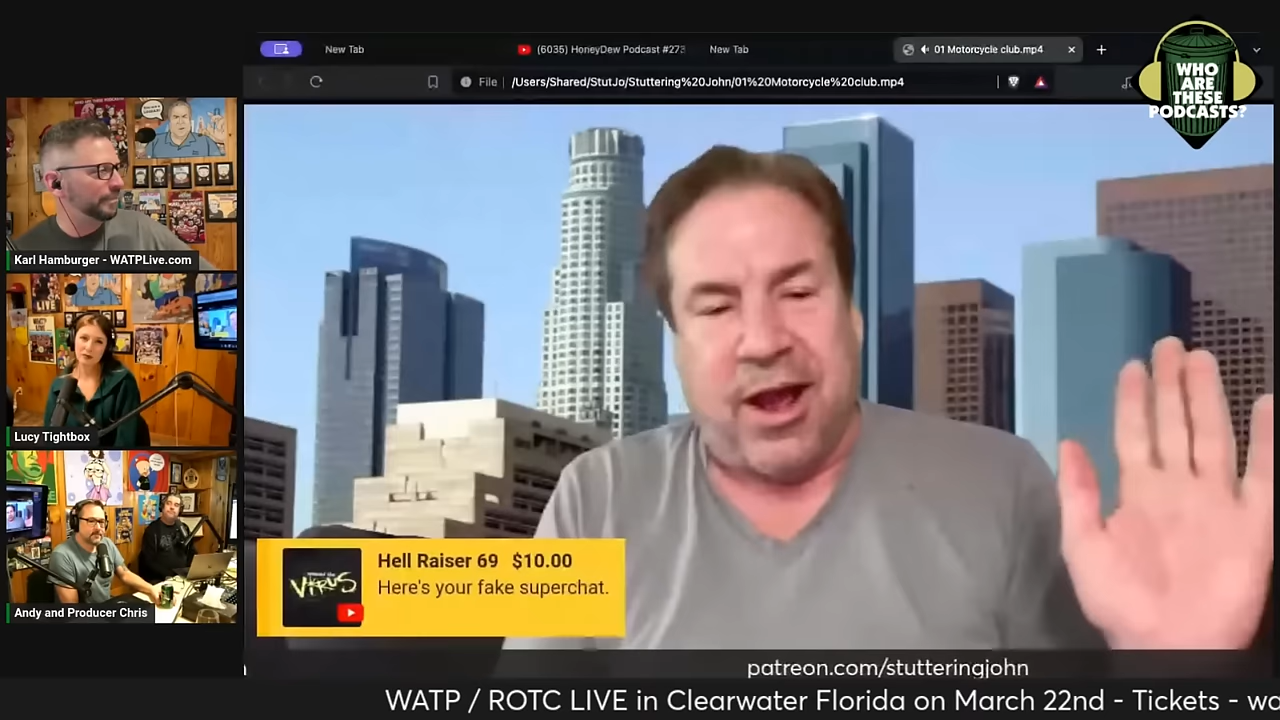 New Tab
(6035) HoneyDew Podcast #273
New Tab
01 Motorcycle club.mp4
File
/Users/Shared/StutJo/Stuttering%20John/01%20Motorcycle%20club.mp4
WHO
ARE
THESE
PODCASTS?
Karl Hamburger - WATPLive.com
Lucy Tightbox
Andy and Producer Chris
VIRUS
Hell Raiser 69 $10.00
Here's your fake superchat.
patreon.com/stutteringjohn
WATP / ROTC LIVE in Clearwater Florida on March 22nd - Tickets - wa